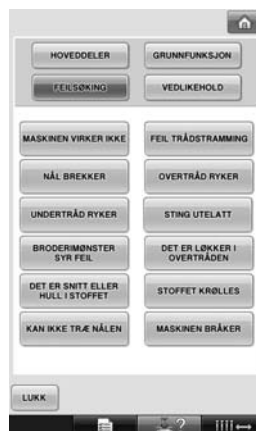 HOVEDDELER
GRUNNFUNKSJON
FEILSØKING
VEDLIKEHOLD
MASKINEN VIRKER IKKE
FEIL TRÅDSTRAMMING
NÅL BREKKER
OVERTRÅD RYKER
UNDERTRÅD RYKER
STING UTELATT
BRODERIMØNSTER
SYR FEIL
DET ER LØKKER I
OVERTRÅDEN
DET ER SNITT ELLER
HULL I STOFFET
STOFFET KRØLLES
KAN IKKE TRÆ NÅLEN
MASKINEN BRÅKER
LUKK
?